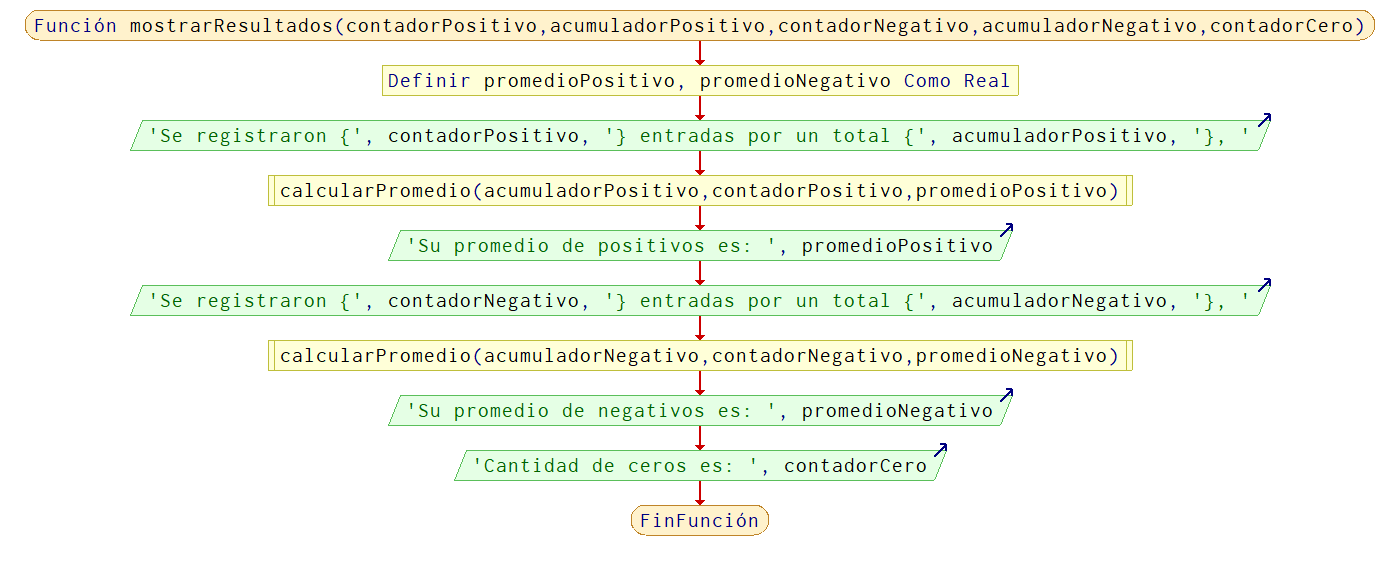 Función mostrarResultados(contadorPositivo,acumuladorPositivo,contadorNegativo,acumuladorNegativo,contadorCero)
Definir promedioPositivo, promedioNegativo Como Real
'Se registraron {', contadorPositivo, '} entradas por un total {', acumuladorPositivo, '}, '
calcularPromedio(acumuladorPositivo,contadorPositivo,promedioPositivo)
'Su promedio de positivos es: ', promedioPositivo
'Se registraron {', contadorNegativo, '} entradas por un total {', acumuladorNegativo, '}, '
calcularPromedio(acumuladorNegativo,contadorNegativo,promedioNegativo)
'Su promedio de negativos es: ', promedioNegativo
'Cantidad de ceros es: ', contadorCero
FinFunción